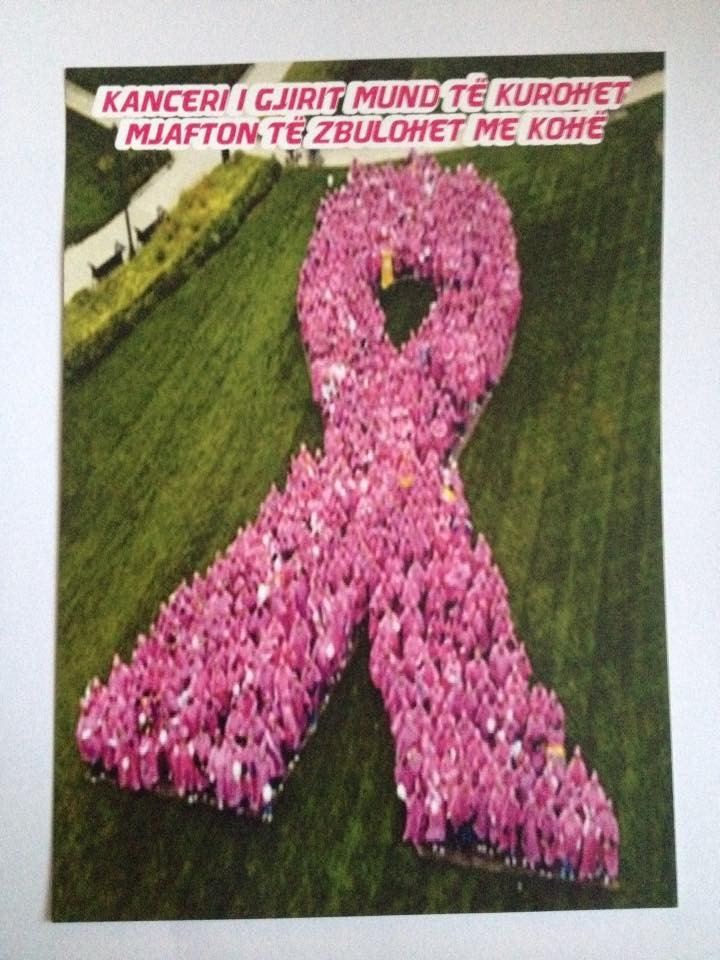 KANCERI I GJIRIT MUND TË KUROHET
MJAFTON TË ZBULOHET ME KOHË